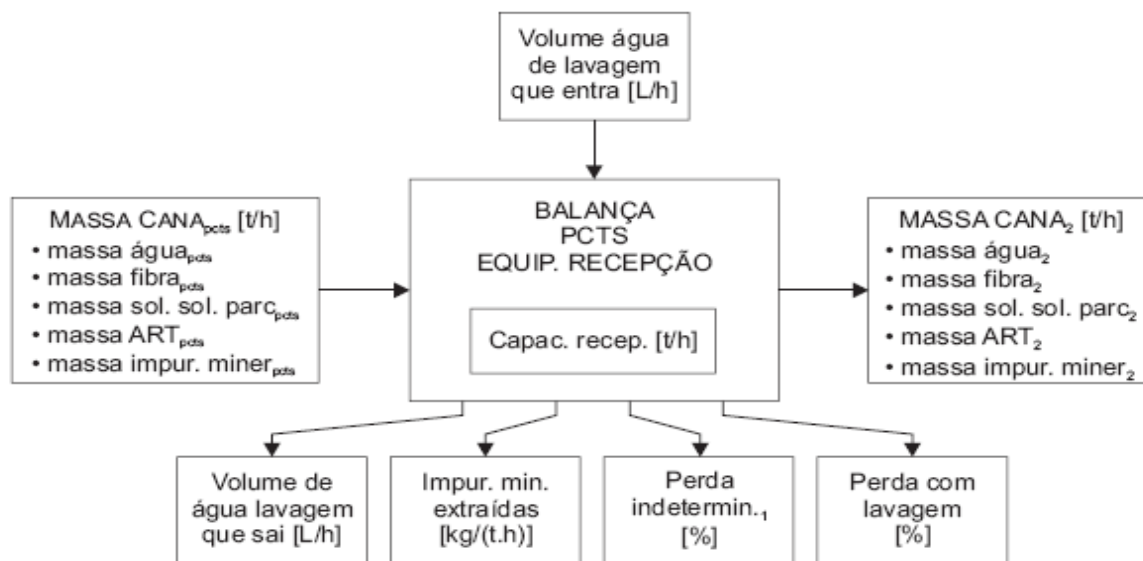 Volume água
de lavagem
que entra [L/h]
MASSA CANApcts [t/h]
• massa águapcts
• massa fibrapcts
• massa sol. sol. parcpcts
• massa ARTpcts
• massa impur. minerpcts
BALANÇA
PCTS
EQUIP. RECEPÇÃO
Capac. recep. [t/h]
MASSA CANA2 [t/h]
• massa água2
• massa fibra2
• massa sol. sol. parc2
• massa ART2
• massa impur. miner2
Volume de
água lavagem
que sai [L/h]
Impur. min.
extraídas
[kg/(t.h)]
Perda
indetermin.1
[%]
Perda com
lavagem
[%]